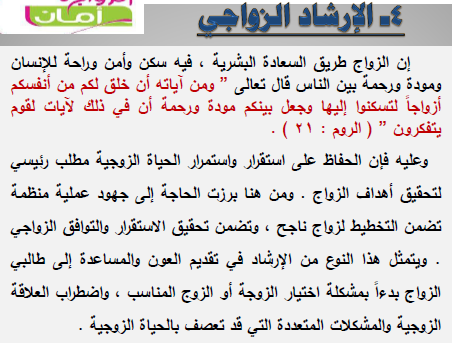 الزواجي
أمان
٤- الإرشاد الزواجي
إن الزواج طريق السعادة البشرية ، فيه سكن وأمن وراحة للإنسان
ومودة ورحمة بين الناس قال تعالى " ومن آياته أن خلق لكم من أنفسكم
أزواجاً لتسكنوا إليها وجعل بينكم مودة ورحمة أن في ذلك لآيات لقوم
يتفكرون " ( الروم : ٢١ ) .
وعليه فإن الحفاظ على استقرار واستمرار الحياة الزوجية مطلب رئيسي
لتحقيق أهداف الزواج . ومن هنا برزت الحاجة إلى جهود عملية منظمة
تضمن التخطيط لزواج ناجح ، وتضمن تحقيق الاستقرار والتوافق الزواجي
. ويتمثل هذا النوع من الإرشاد في تقديم العون والمساعدة إلى طالبي
الزواج بدءاً بمشكلة اختيار الزوجة أو الزوج المناسب ، واضطراب العلاقة
الزوجية والمشكلات المتعددة التي قد تعصف بالحياة الزوجية .